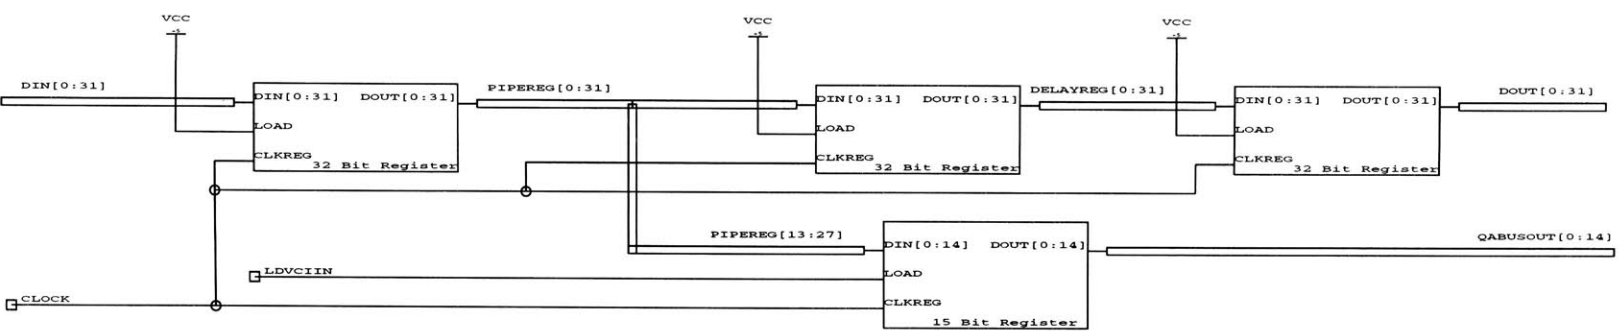 VCC
VCC
VCC
DIN[0:31]
PIPEREG[0:31]
DELAYREG[0:31]
DOUT[0:31]
DIN[0:31] DOUT[0:31]
LOAD
CLKREG
32 Bit Register
DIN[0:31] DOUT[0:31]
LOAD
CLKREG
32 Bit Register
DIN[0:31] DOUT[0:31]
LOAD
CLKREG
32 Bit Register
PIPEREG[13:27]
DIN[0:14] DOUT[0:14]
QABUSOUT[0:14]
LDVCIIN
LOAD
CLOCK
CLKREG
15 Bit Register